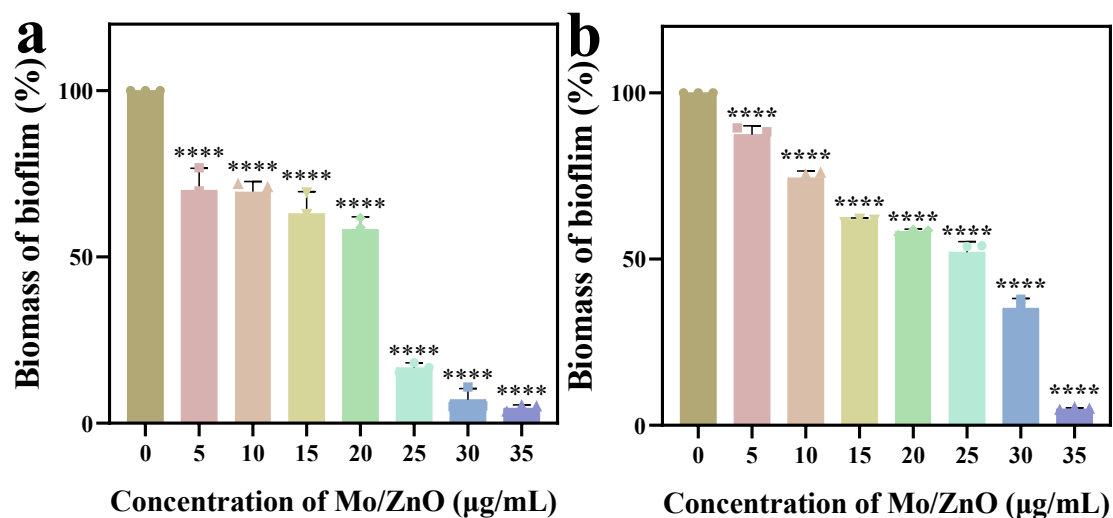 a
Biomass of bioflim (%)
100
50
0
****
****
****
****
****
****
****
0 5 10 15 20 25 30 35
Concentration of Mo/ZnO (μg/mL)
b
Biomass of bioflim (%)
100
50
0
****
****
****
****
****
****
****
0 5 10 15 20 25 30 35
Concentration of Mo/ZnO (μg/mL)